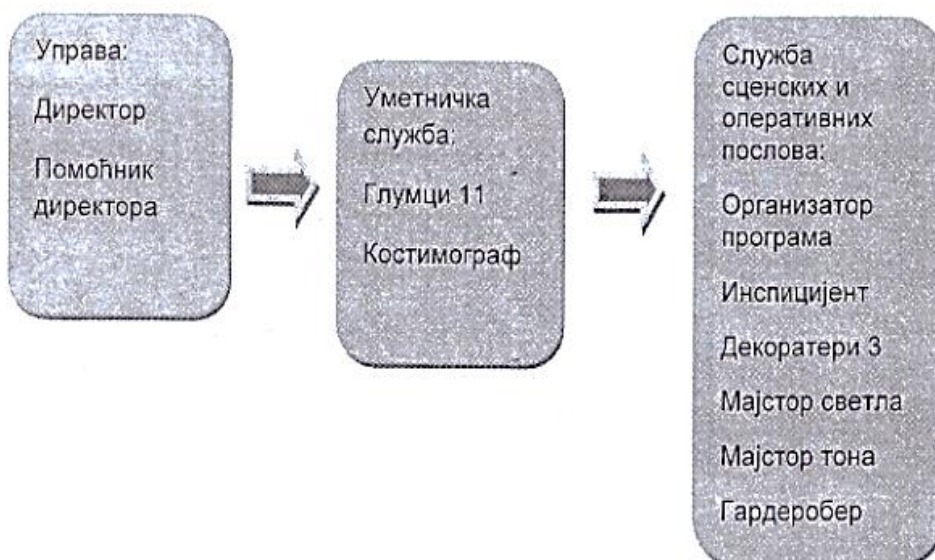 Управа:
Директор
Помоћник
директора
Уметничка
служба:
Глумци 11
Костимограф
Служба
сценских и
оперативних
послова:
Организатор
програма
Инспицијент
Декоратери 3
Мајстор светла
Мајстор тона
Гардеробер